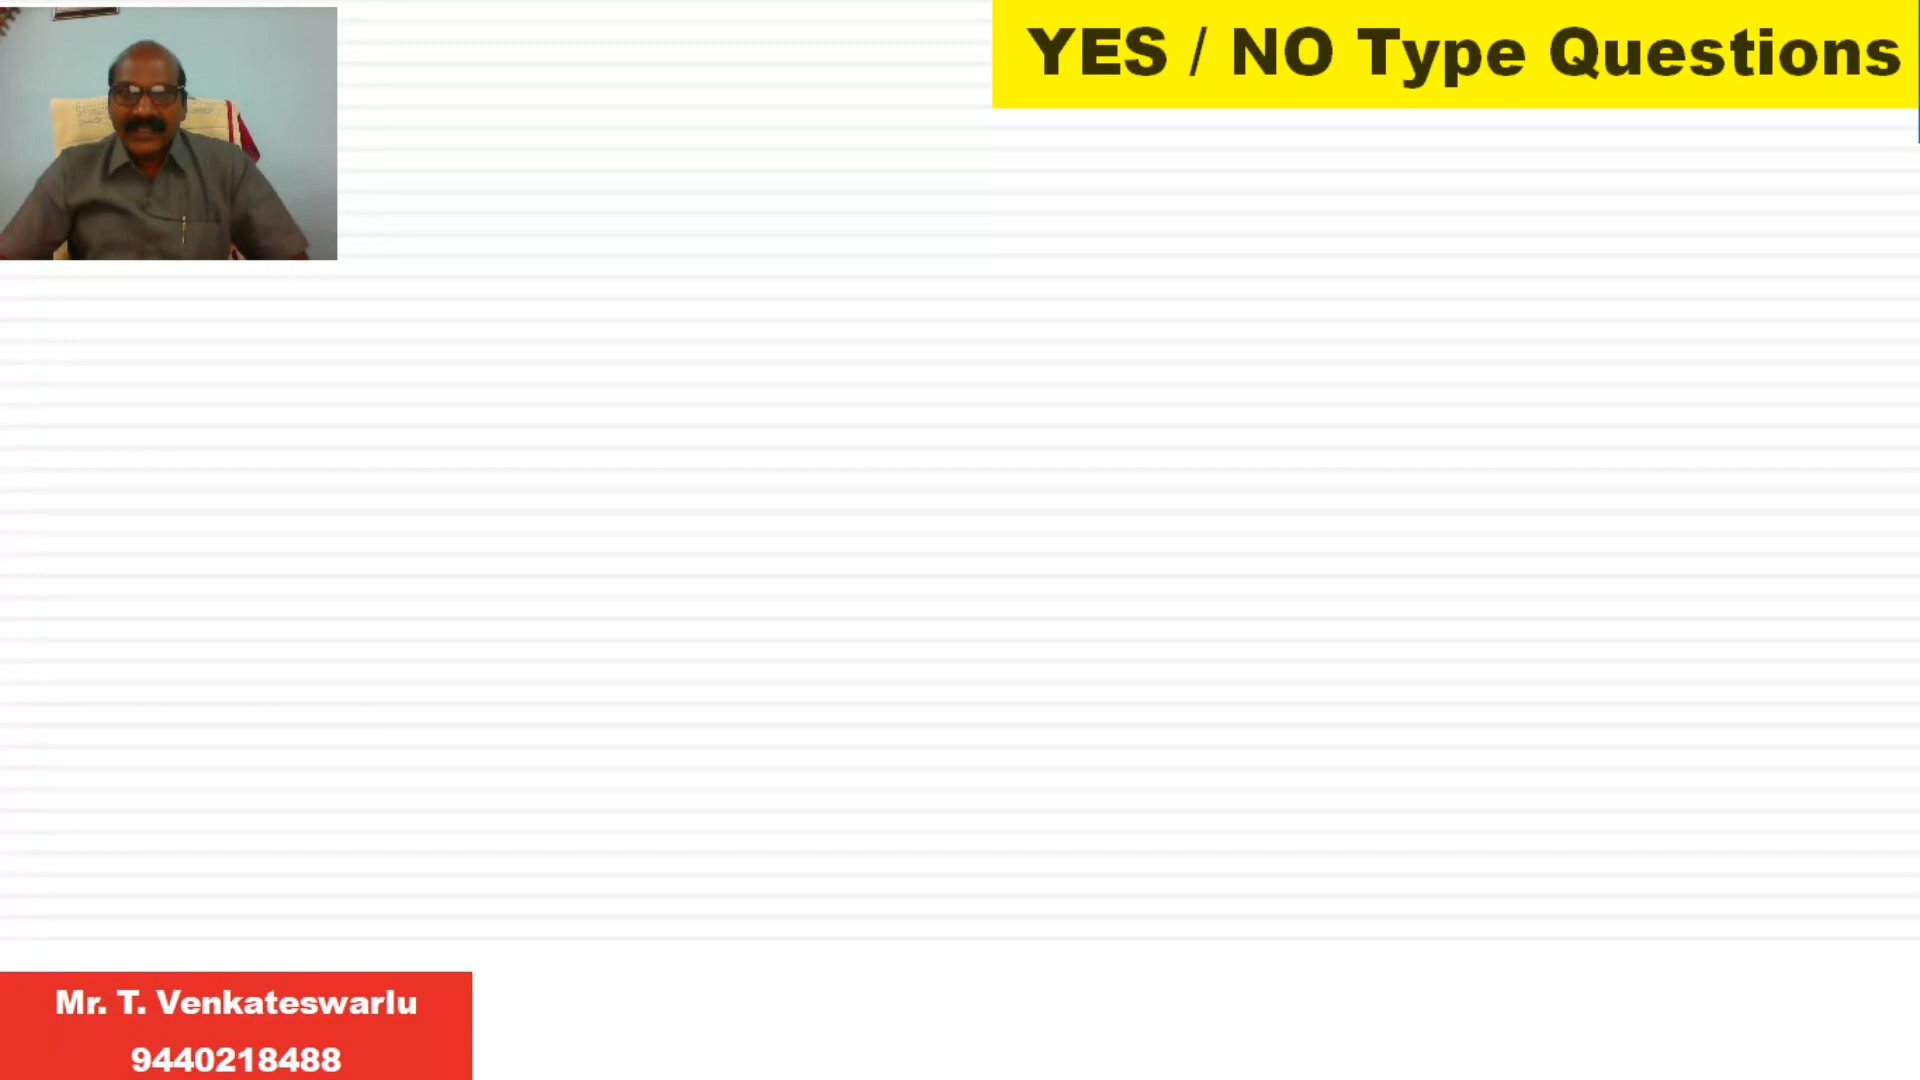 YES / NO Type Questions
Mr. T. Venkateswarlu
9440218488